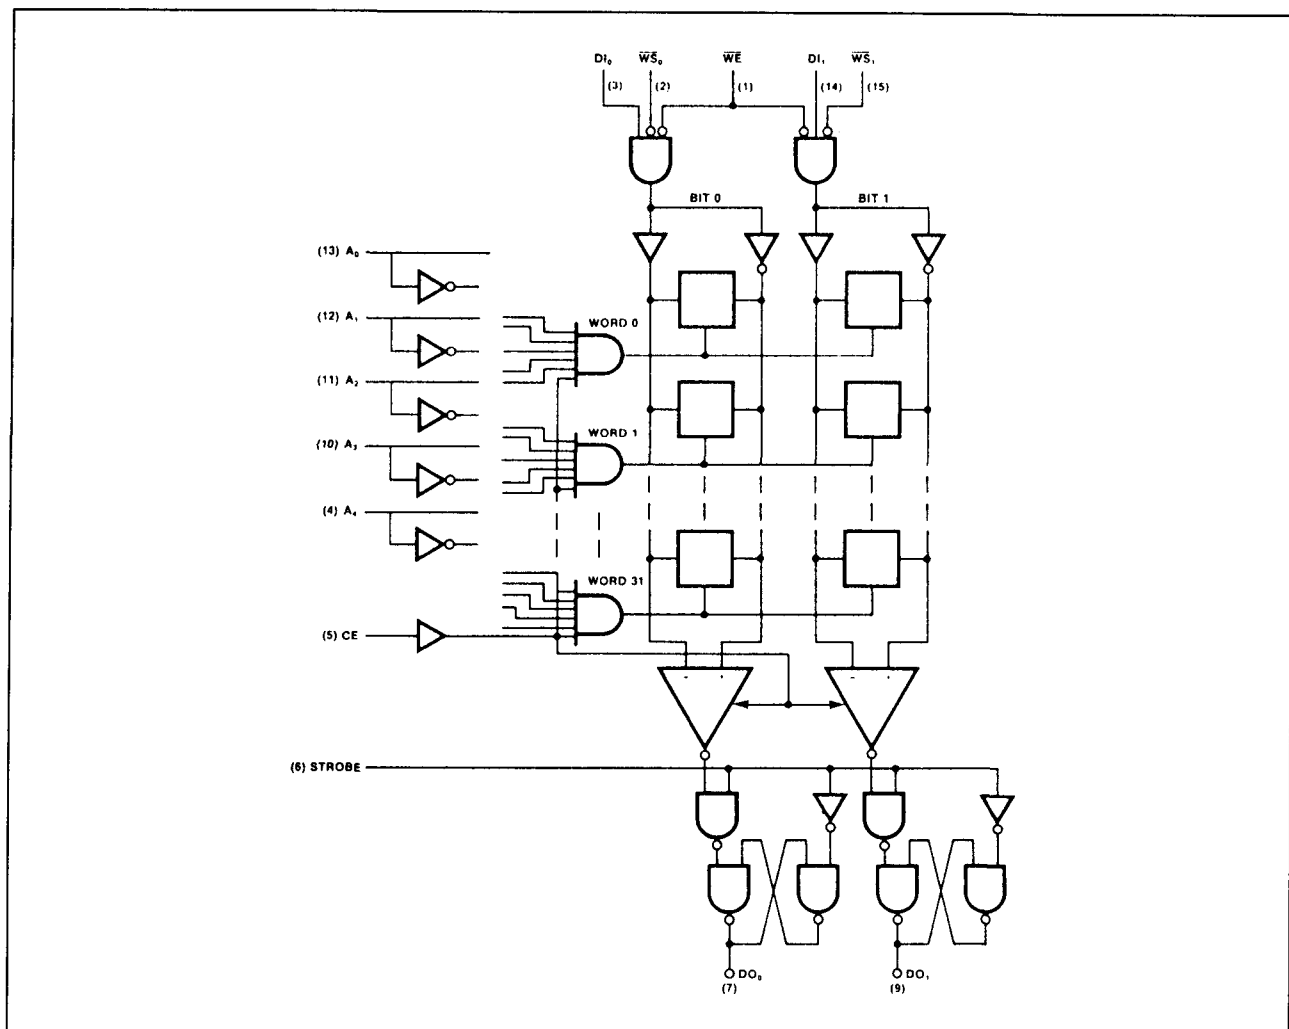 DI₀ W̅S̅₀ W̅E̅ DI₁ W̅S̅₁
(3) (2) (1) (14) (15)
BIT 0 BIT 1
(13) A₀
(12) A₁
WORD 0
(11) A₂
(10) A₃
WORD 1
(4) A₄
WORD 31
(5) CE
(6) STROBE
DO₀ DO₁
(7) (9)